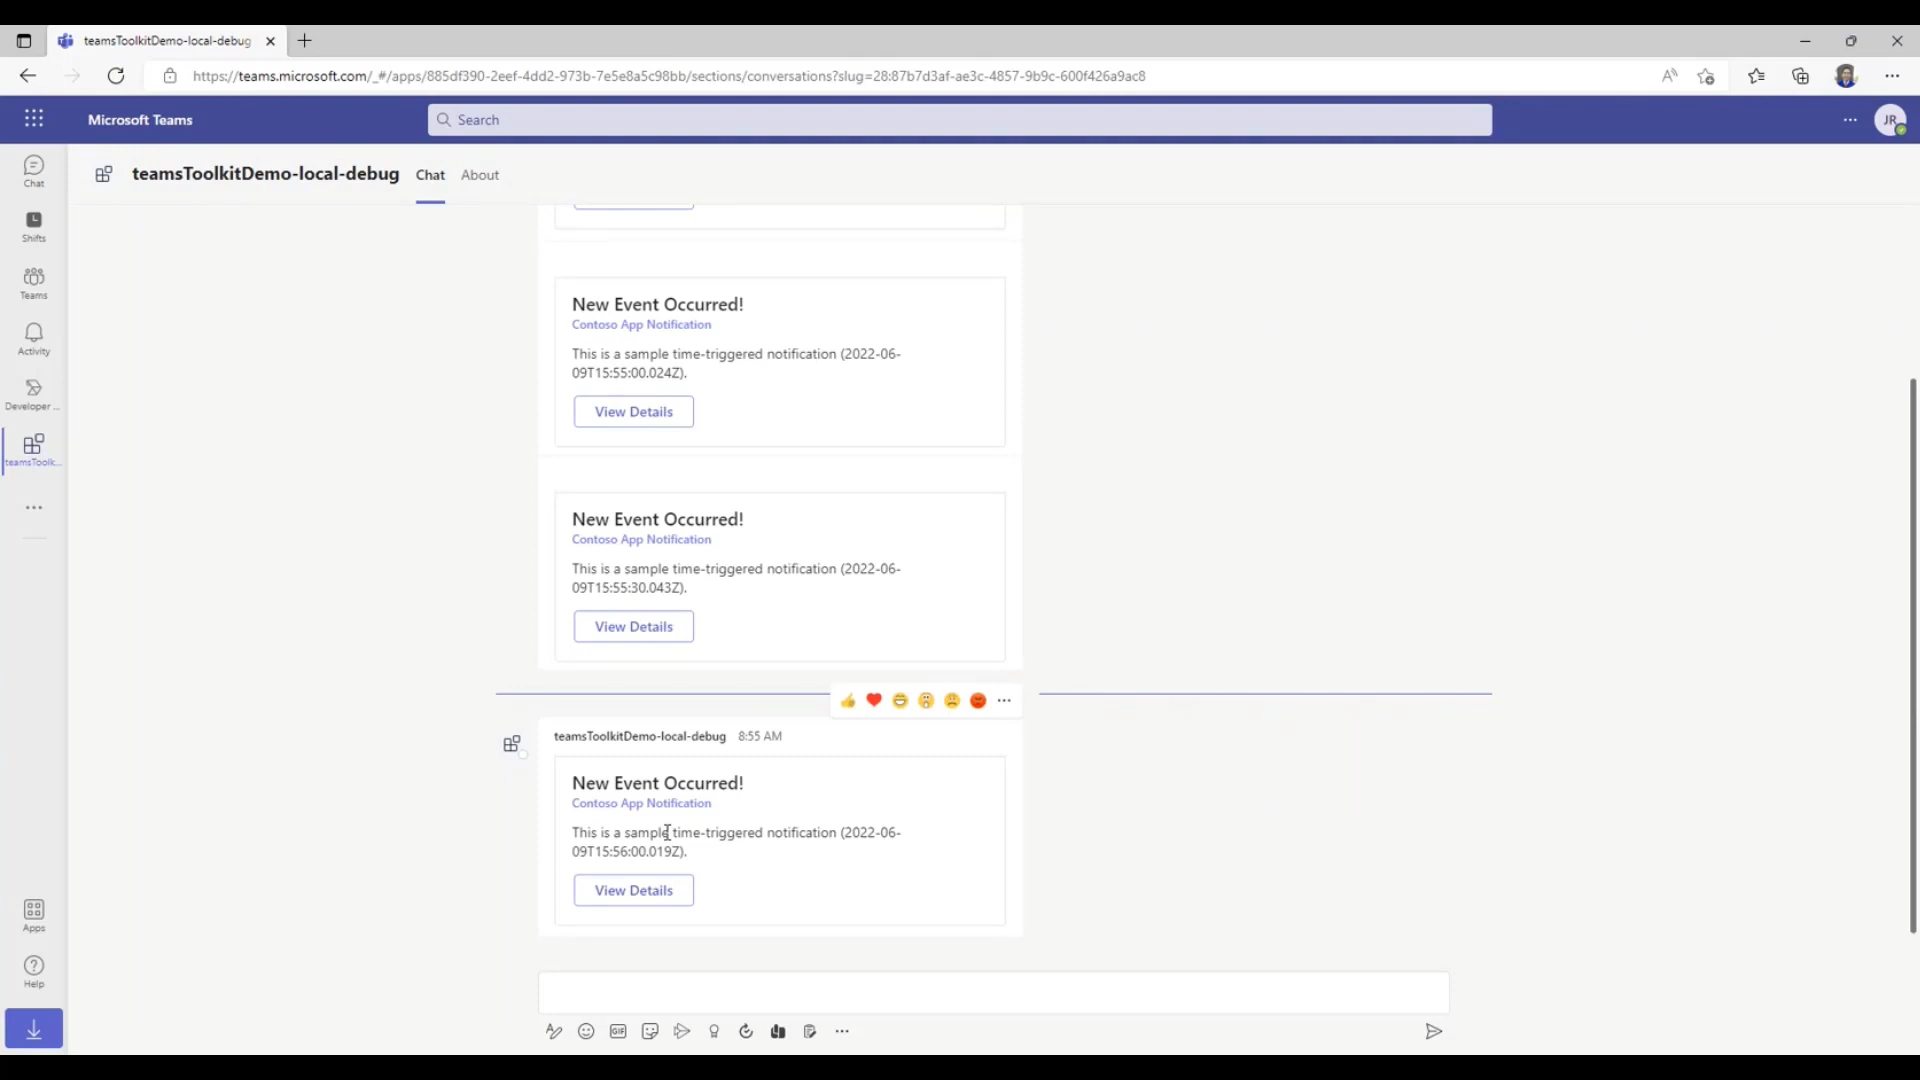 teamsToolkitDemo-local-debug
https://teams.microsoft.com/_#/apps/885df390-2eef-4dd2-973b-7e5e8a5c98bb/sections/conversations?slug=28:87b7d3af-ae3c-4857-9b9c-600f426a9ac8
Microsoft Teams
Search
JR
Chat
Shifts
Teams
Activity
Developer ...
teamsToolk...
Apps
Help
teamsToolkitDemo-local-debug
Chat
About
New Event Occurred!
Contoso App Notification
This is a sample time-triggered notification (2022-06-
09T15:55:00.024Z).
View Details
New Event Occurred!
Contoso App Notification
This is a sample time-triggered notification (2022-06-
09T15:55:30.043Z).
View Details
teamsToolkitDemo-local-debug 8:55 AM
New Event Occurred!
Contoso App Notification
This is a sample time-triggered notification (2022-06-
09T15:56:00.019Z).
View Details
GIF